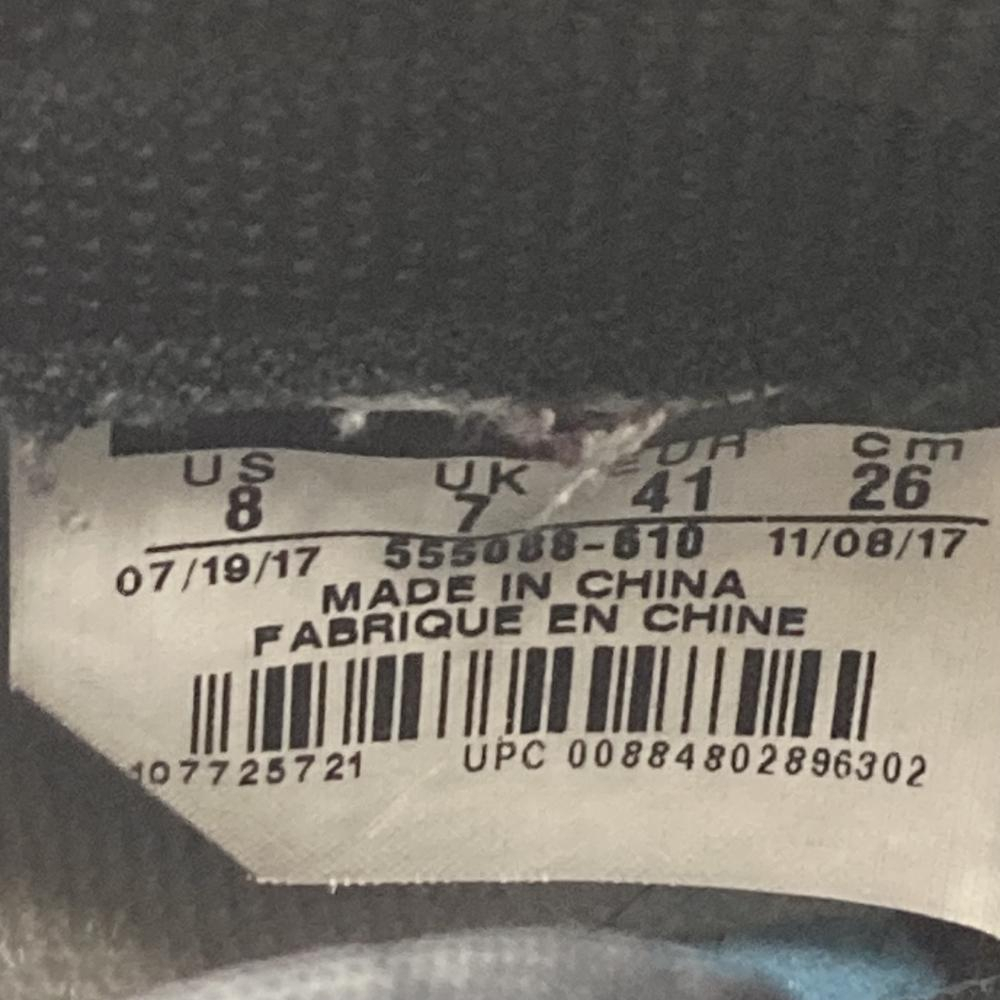 US UK EUR cm
8 7 41 26
07/19/17 555088-610 11/08/17
MADE IN CHINA
FABRIQUE EN CHINE
107725721 UPC 00884802896302